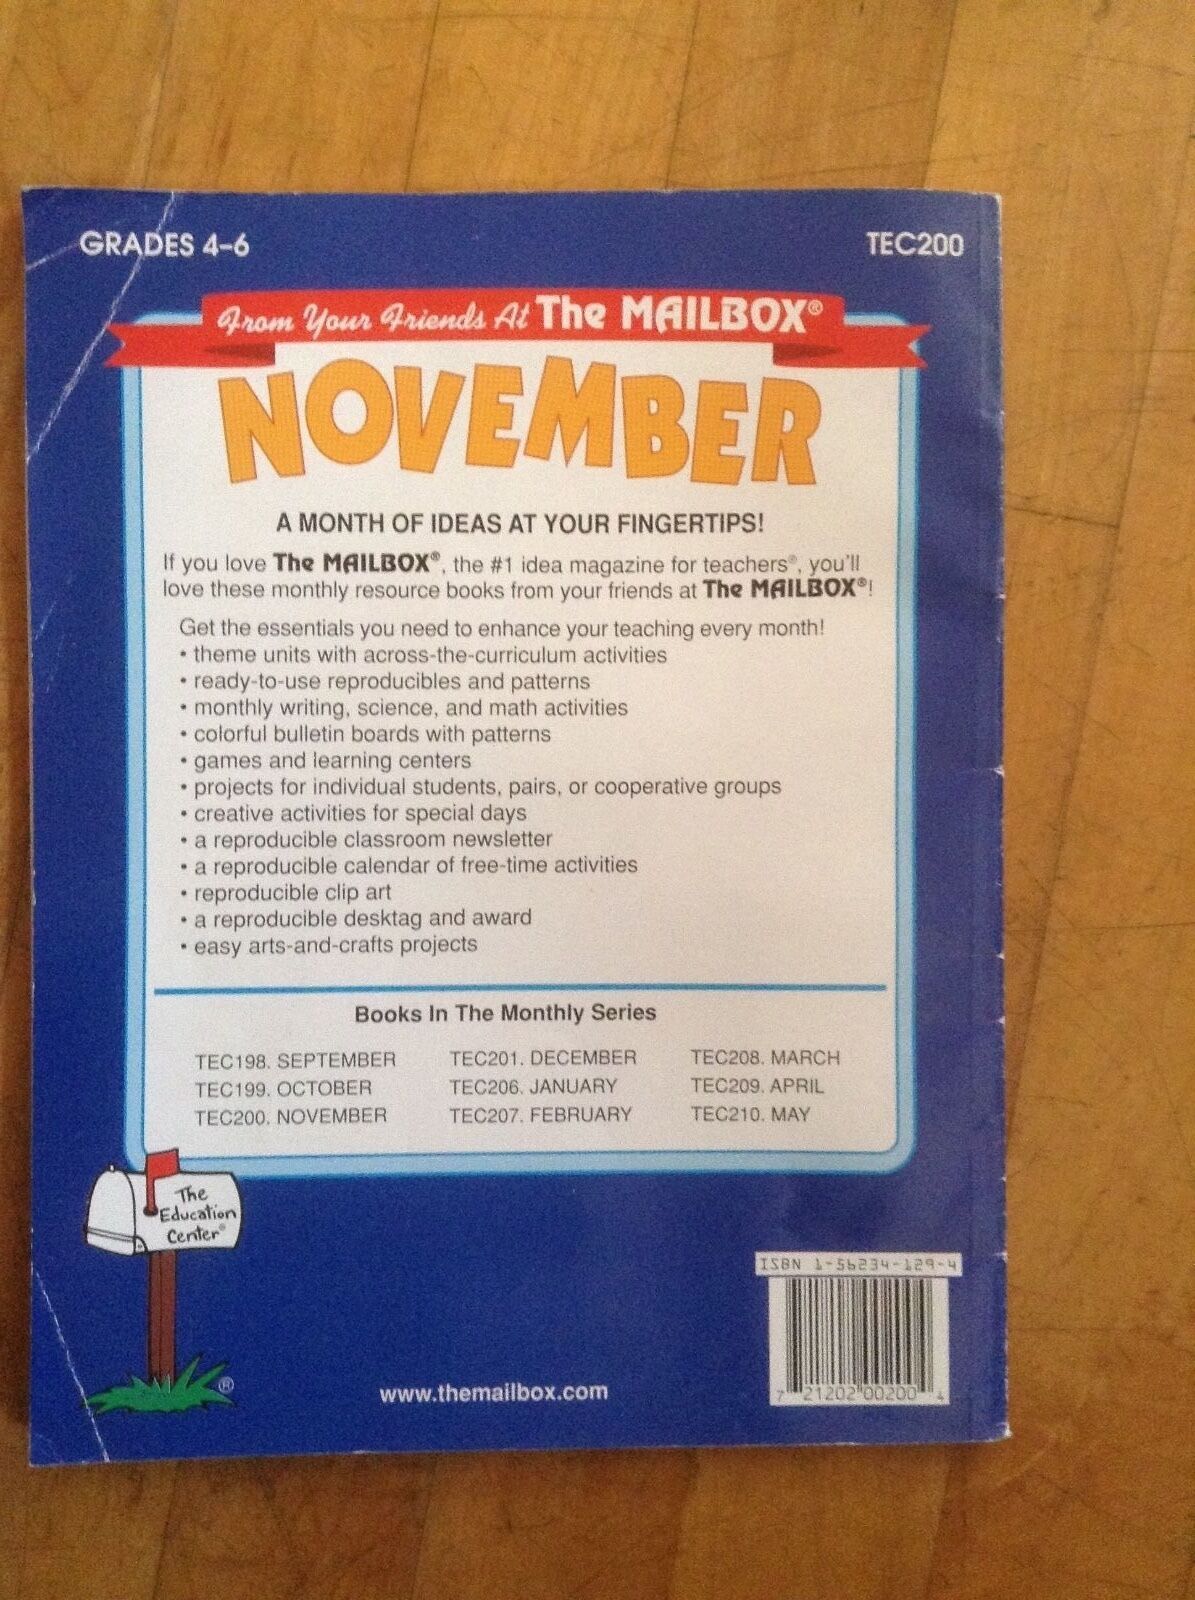 GRADES 4–6
TEC200
From Your Friends At The MAILBOX®
NOVEMBER
A MONTH OF IDEAS AT YOUR FINGERTIPS!
If you love The MAILBOX®, the #1 idea magazine for teachers®, you'll
love these monthly resource books from your friends at The MAILBOX®!
Get the essentials you need to enhance your teaching every month!
• theme units with across-the-curriculum activities
• ready-to-use reproducibles and patterns
• monthly writing, science, and math activities
• colorful bulletin boards with patterns
• games and learning centers
• projects for individual students, pairs, or cooperative groups
• creative activities for special days
• a reproducible classroom newsletter
• a reproducible calendar of free-time activities
• reproducible clip art
• a reproducible desktag and award
• easy arts-and-crafts projects
Books In The Monthly Series
TEC198. SEPTEMBER TEC201. DECEMBER TEC208. MARCH
TEC199. OCTOBER TEC206. JANUARY TEC209. APRIL
TEC200. NOVEMBER TEC207. FEBRUARY TEC210. MAY
The
Education
Center®
®
www.themailbox.com
ISBN 1-56234-129-4
7 21202 00200 4